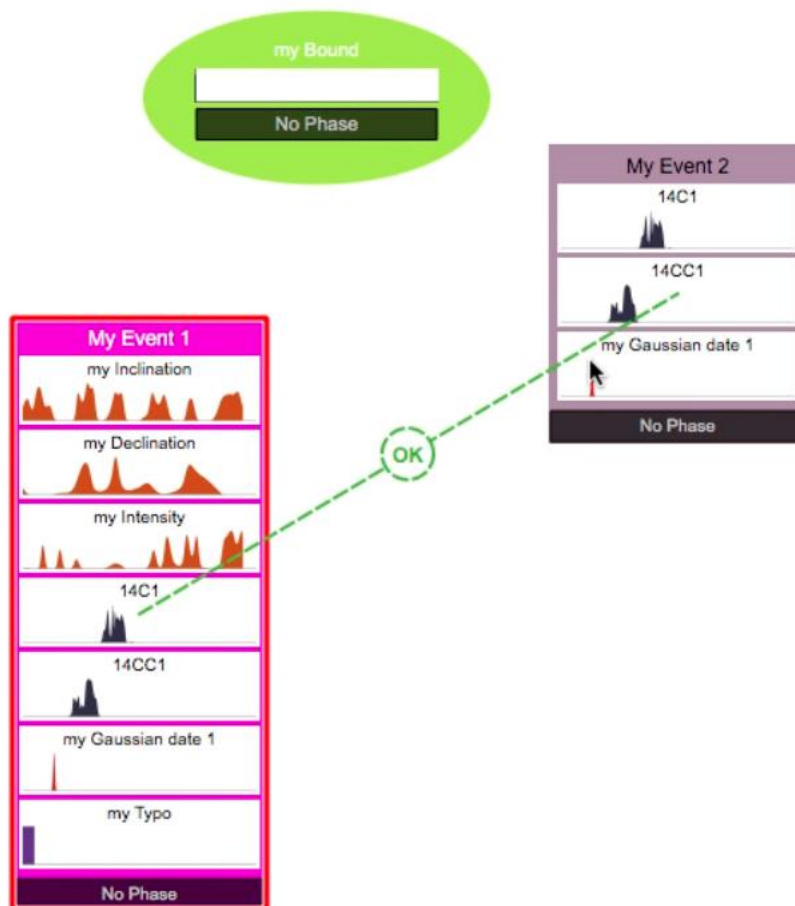 my Bound
No Phase
My Event 2
14C1
14CC1
my Gaussian date 1
No Phase
My Event 1
my Inclination
my Declination
my Intensity
14C1
14CC1
my Gaussian date 1
my Typo
No Phase
OK